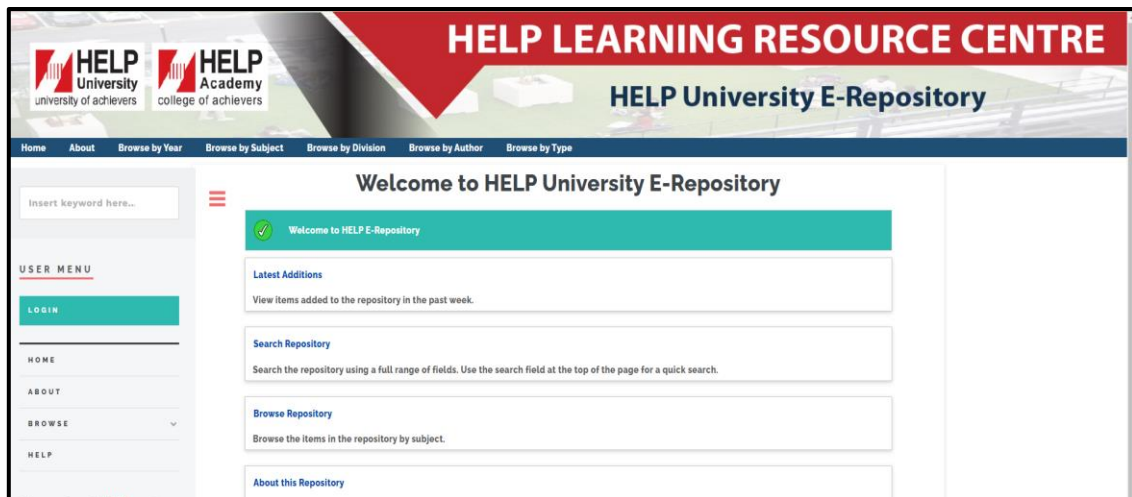 HELP LEARNING RESOURCE CENTRE
HELP
University
university of achievers
HELP
Academy
college of achievers
HELP University E-Repository
Home About Browse by Year Browse by Subject Browse by Division Browse by Author Browse by Type
Insert keyword here...
USER MENU
LOGIN
HOME
ABOUT
BROWSE
HELP
Welcome to HELP University E-Repository
Welcome to HELP E-Repository
Latest Additions
View items added to the repository in the past week.
Search Repository
Search the repository using a full range of fields. Use the search field at the top of the page for a quick search.
Browse Repository
Browse the items in the repository by subject.
About this Repository